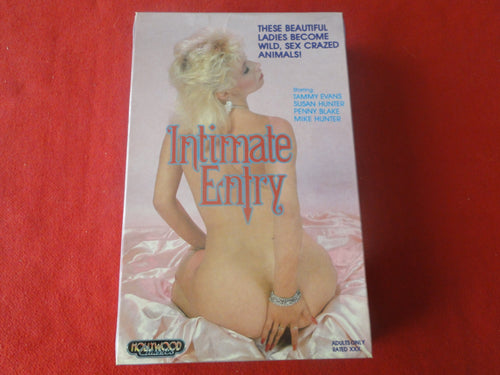 THESE BEAUTIFUL
LADIES BECOME
WILD, SEX CRAZED
ANIMALS!
Starring:
TAMMY EVANS
SUSAN HUNTER
PENNY BLAKE
MIKE HUNTER
Intimate
Entry
HOLLYWOOD
ADULTS ONLY
RATED XXX